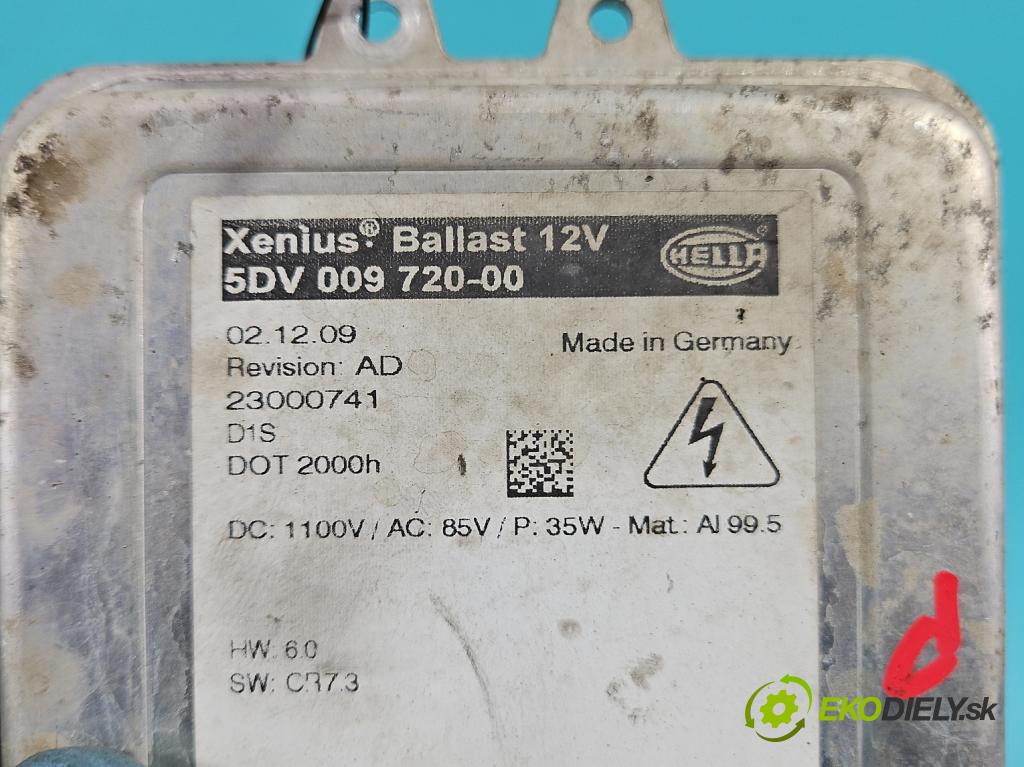 Xenius®: Ballast 12V
5DV 009 720-00
HELLA ®
02.12.09
Made in Germany
Revision: AD
23000741
D1S
DOT 2000h
DC: 1100V / AC: 85V / P: 35W - Mat.: Al 99.5
HW: 6.0
SW: CR7.3
EKODIELY.sk